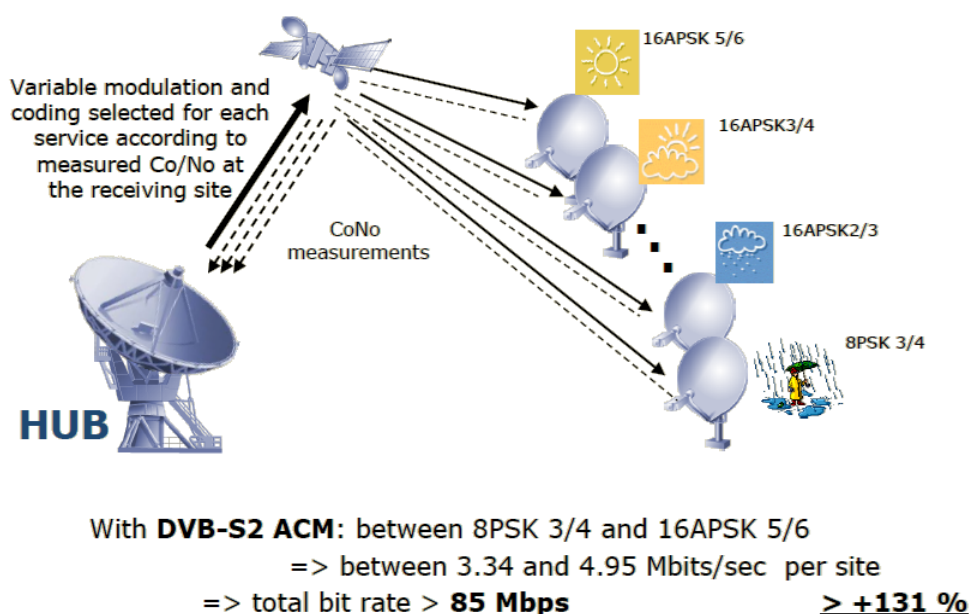 16APSK 5/6
Variable modulation and
coding selected for each
service according to
measured Co/No at
the receiving site
16APSK3/4
CoNo
measurements
16APSK2/3
8PSK 3/4
HUB
With DVB-S2 ACM: between 8PSK 3/4 and 16APSK 5/6
=> between 3.34 and 4.95 Mbits/sec per site
=> total bit rate > 85 Mbps > +131 %